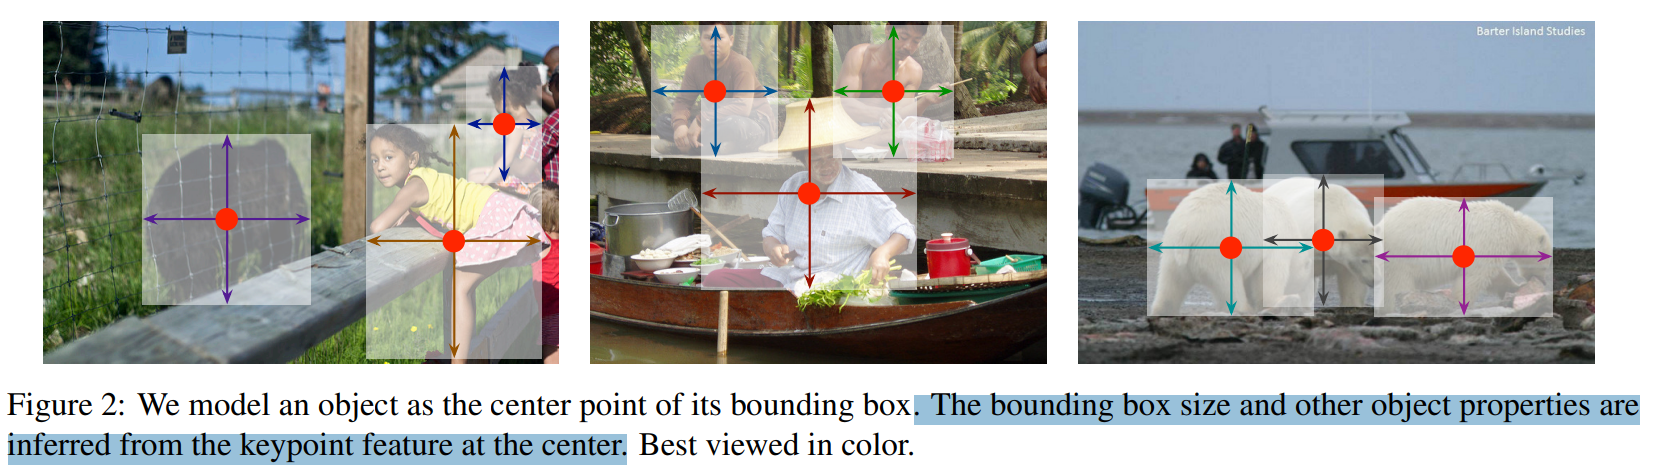 Barter Island Studies
Figure 2: We model an object as the center point of its bounding box. The bounding box size and other object properties are
inferred from the keypoint feature at the center. Best viewed in color.